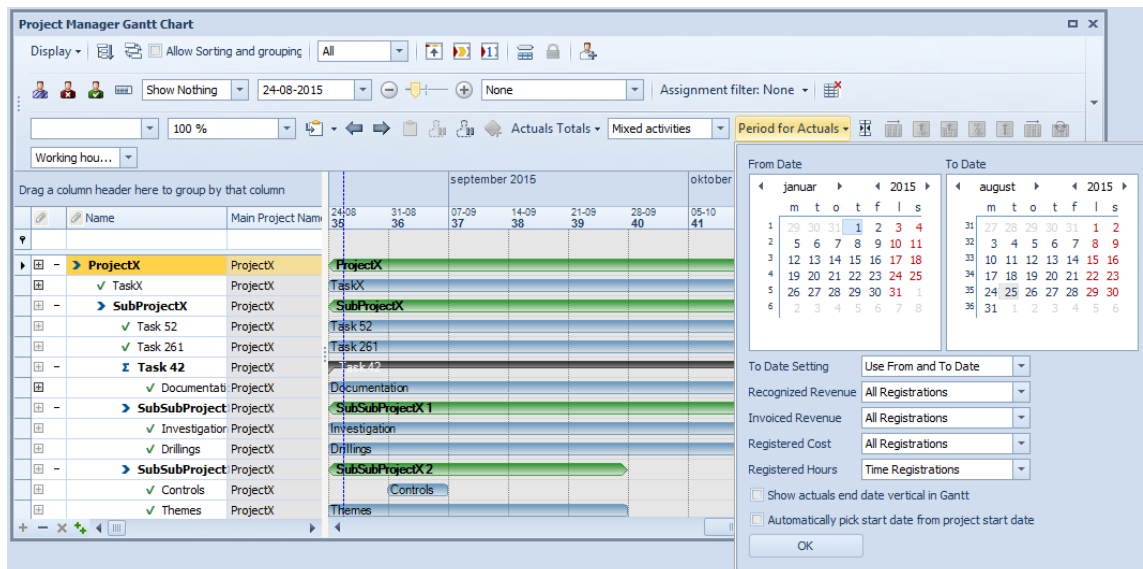 Project Manager Gantt Chart
Display Allow Sorting and grouping All
Show Nothing 24-08-2015 None Assignment filter: None
100 % Actuals Totals Mixed activities Period for Actuals
Working hou...
Drag a column header here to group by that column
september 2015 oktober
Name Main Project Name
24-08 31-08 07-09 14-09 21-09 28-09 05-10
35 36 37 38 39 40 41
ProjectX ProjectX ProjectX
TaskX ProjectX TaskX
SubProjectX ProjectX SubProjectX
Task 52 ProjectX Task 52
Task 261 ProjectX Task 261
Σ Task 42 ProjectX Task 42
Documentati ProjectX Documentation
SubSubProject ProjectX SubSubProjectX 1
Investigation ProjectX Investigation
Drillings ProjectX Drillings
SubSubProject ProjectX SubSubProjectX 2
Controls ProjectX Controls
Themes ProjectX Themes
From Date
januar 2015
m t o t f l s
1 29 30 31 1 2 3 4
2 5 6 7 8 9 10 11
3 12 13 14 15 16 17 18
4 19 20 21 22 23 24 25
5 26 27 28 29 30 31 1
6 2 3 4 5 6 7 8
To Date
august 2015
m t o t f l s
31 27 28 29 30 31 1 2
32 3 4 5 6 7 8 9
33 10 11 12 13 14 15 16
34 17 18 19 20 21 22 23
35 24 25 26 27 28 29 30
36 31 1 2 3 4 5 6
To Date Setting Use From and To Date
Recognized Revenue All Registrations
Invoiced Revenue All Registrations
Registered Cost All Registrations
Registered Hours Time Registrations
Show actuals end date vertical in Gantt
Automatically pick start date from project start date
OK